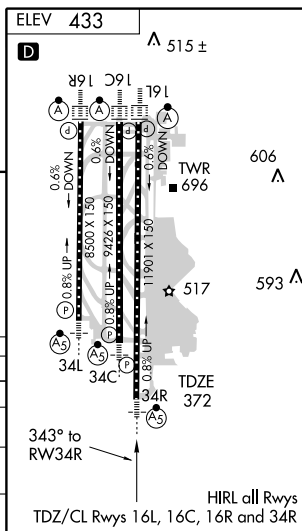 ELEV 433
D
515 ±
16R
16C
16L
A
A
A
P
P
P
0.6% DOWN
0.6% DOWN
0.6% DOWN
TWR
696
606
8500 X 150
9426 X 150
11901 X 150
517
593
0.8% UP
0.8% UP
0.8% UP
P
P
P
A5
A5
34L
34C
34R
TDZE
372
A5
343° to
RW34R
HIRL all Rwys
TDZ/CL Rwys 16L, 16C, 16R and 34R